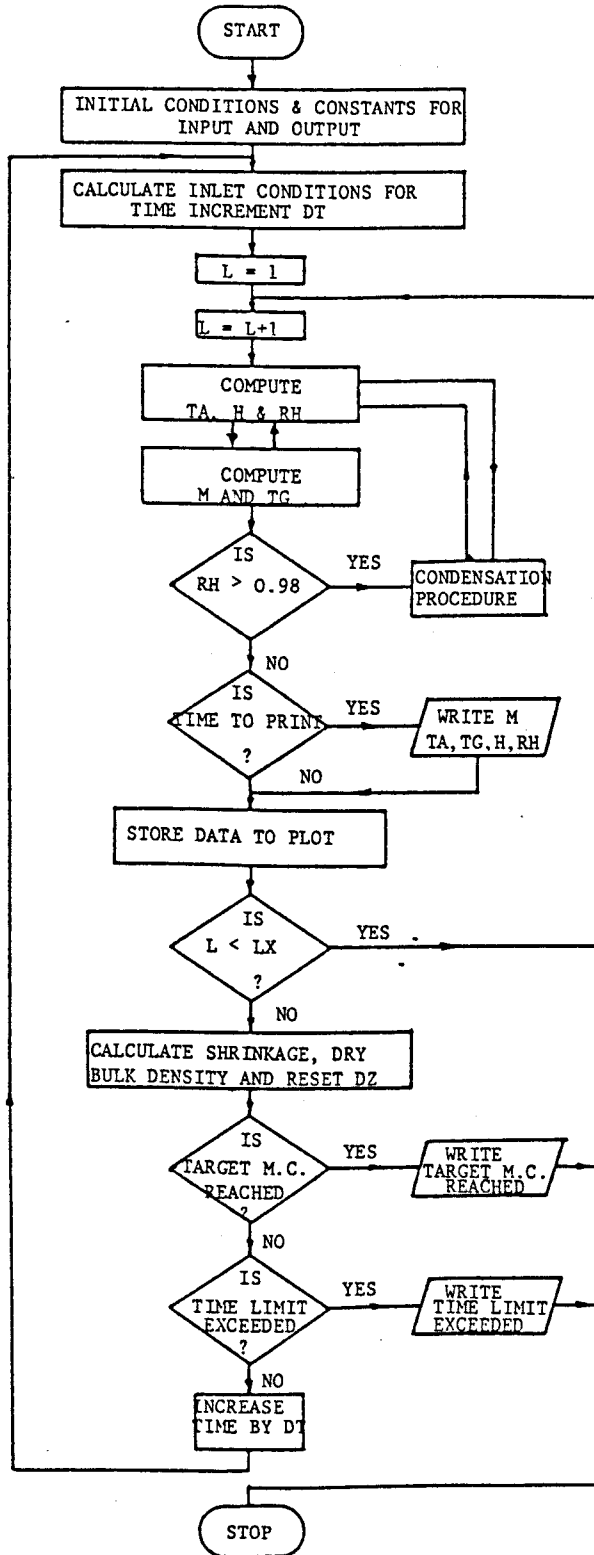 START
INITIAL CONDITIONS & CONSTANTS FOR
INPUT AND OUTPUT
CALCULATE INLET CONDITIONS FOR
TIME INCREMENT DT
L = 1
L = L+1
COMPUTE
TA, H & RH
COMPUTE
M AND TG
IS
RH > 0.98
YES
CONDENSATION
PROCEDURE
NO
IS
TIME TO PRINT
?
YES
WRITE M
TA,TG,H,RH
NO
STORE DATA TO PLOT
IS
L < LX
?
YES
NO
CALCULATE SHRINKAGE, DRY
BULK DENSITY AND RESET DZ
IS
TARGET M.C.
REACHED
?
YES
WRITE
TARGET M.C.
REACHED
NO
IS
TIME LIMIT
EXCEEDED
?
YES
WRITE
TIME LIMIT
EXCEEDED
NO
INCREASE
TIME BY DT
STOP